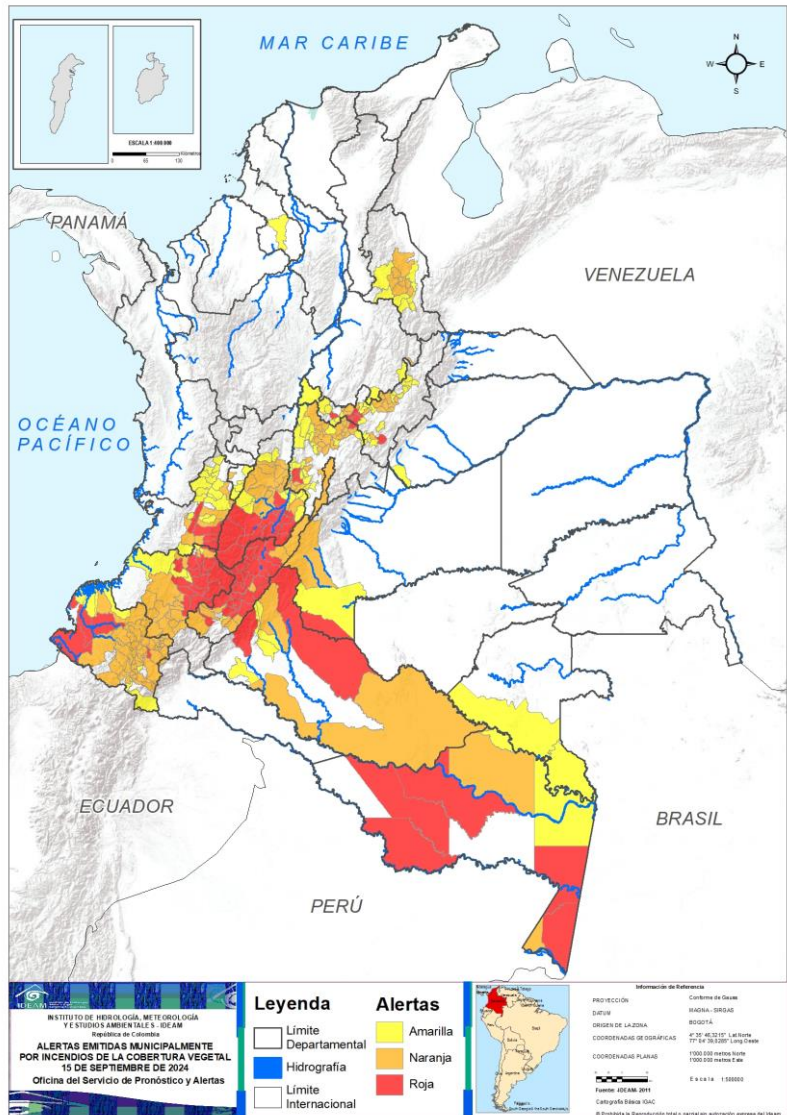 MAR CARIBE
N
W
E
S
ESCALA 1:400.000
PANAMÁ
VENEZUELA
OCÉANO
PACÍFICO
ECUADOR
BRASIL
PERÚ
IDEAM
INSTITUTO DE HIDROLOGÍA, METEOROLOGÍA
Y ESTUDIOS AMBIENTALES - IDEAM
República de Colombia
ALERTAS EMITIDAS MUNICIPALMENTE
POR INCENDIOS DE LA COBERTURA VEGETAL
15 DE SEPTIEMBRE DE 2024
Oficina del Servicio de Pronóstico y Alertas
Leyenda
Límite
Departamental
Hidrografía
Límite
Internacional
Alertas
Amarilla
Naranja
Roja
Información de Referencia
PROYECCIÓN Conforme de Gauss
DATUM MAGNA - SIRGAS
ORIGEN DE LA ZONA BOGOTÁ
COORDENADAS GEOGRÁFICAS
COORDENADAS PLANAS 1'000.000 metros Norte
1'000.000 metros Este
Escala 1:500000
Fuente: IDEAM 2011
Cartografía Básica IGAC